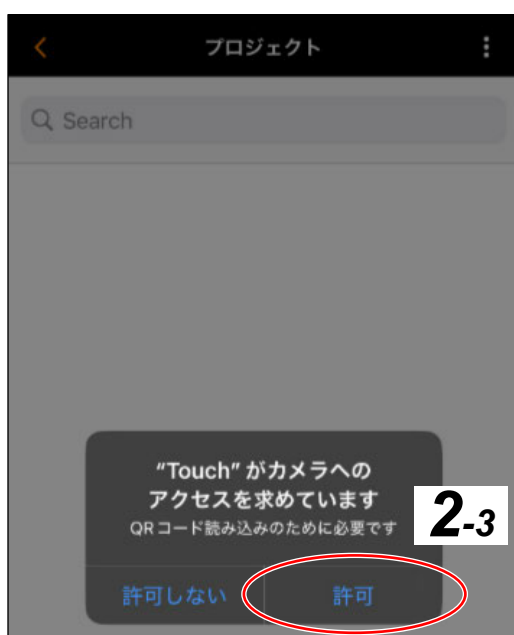 プロジェクト
Search
“Touch” がカメラへの
アクセスを求めています
QRコード読み込みのために必要です
2-3
許可しない 許可